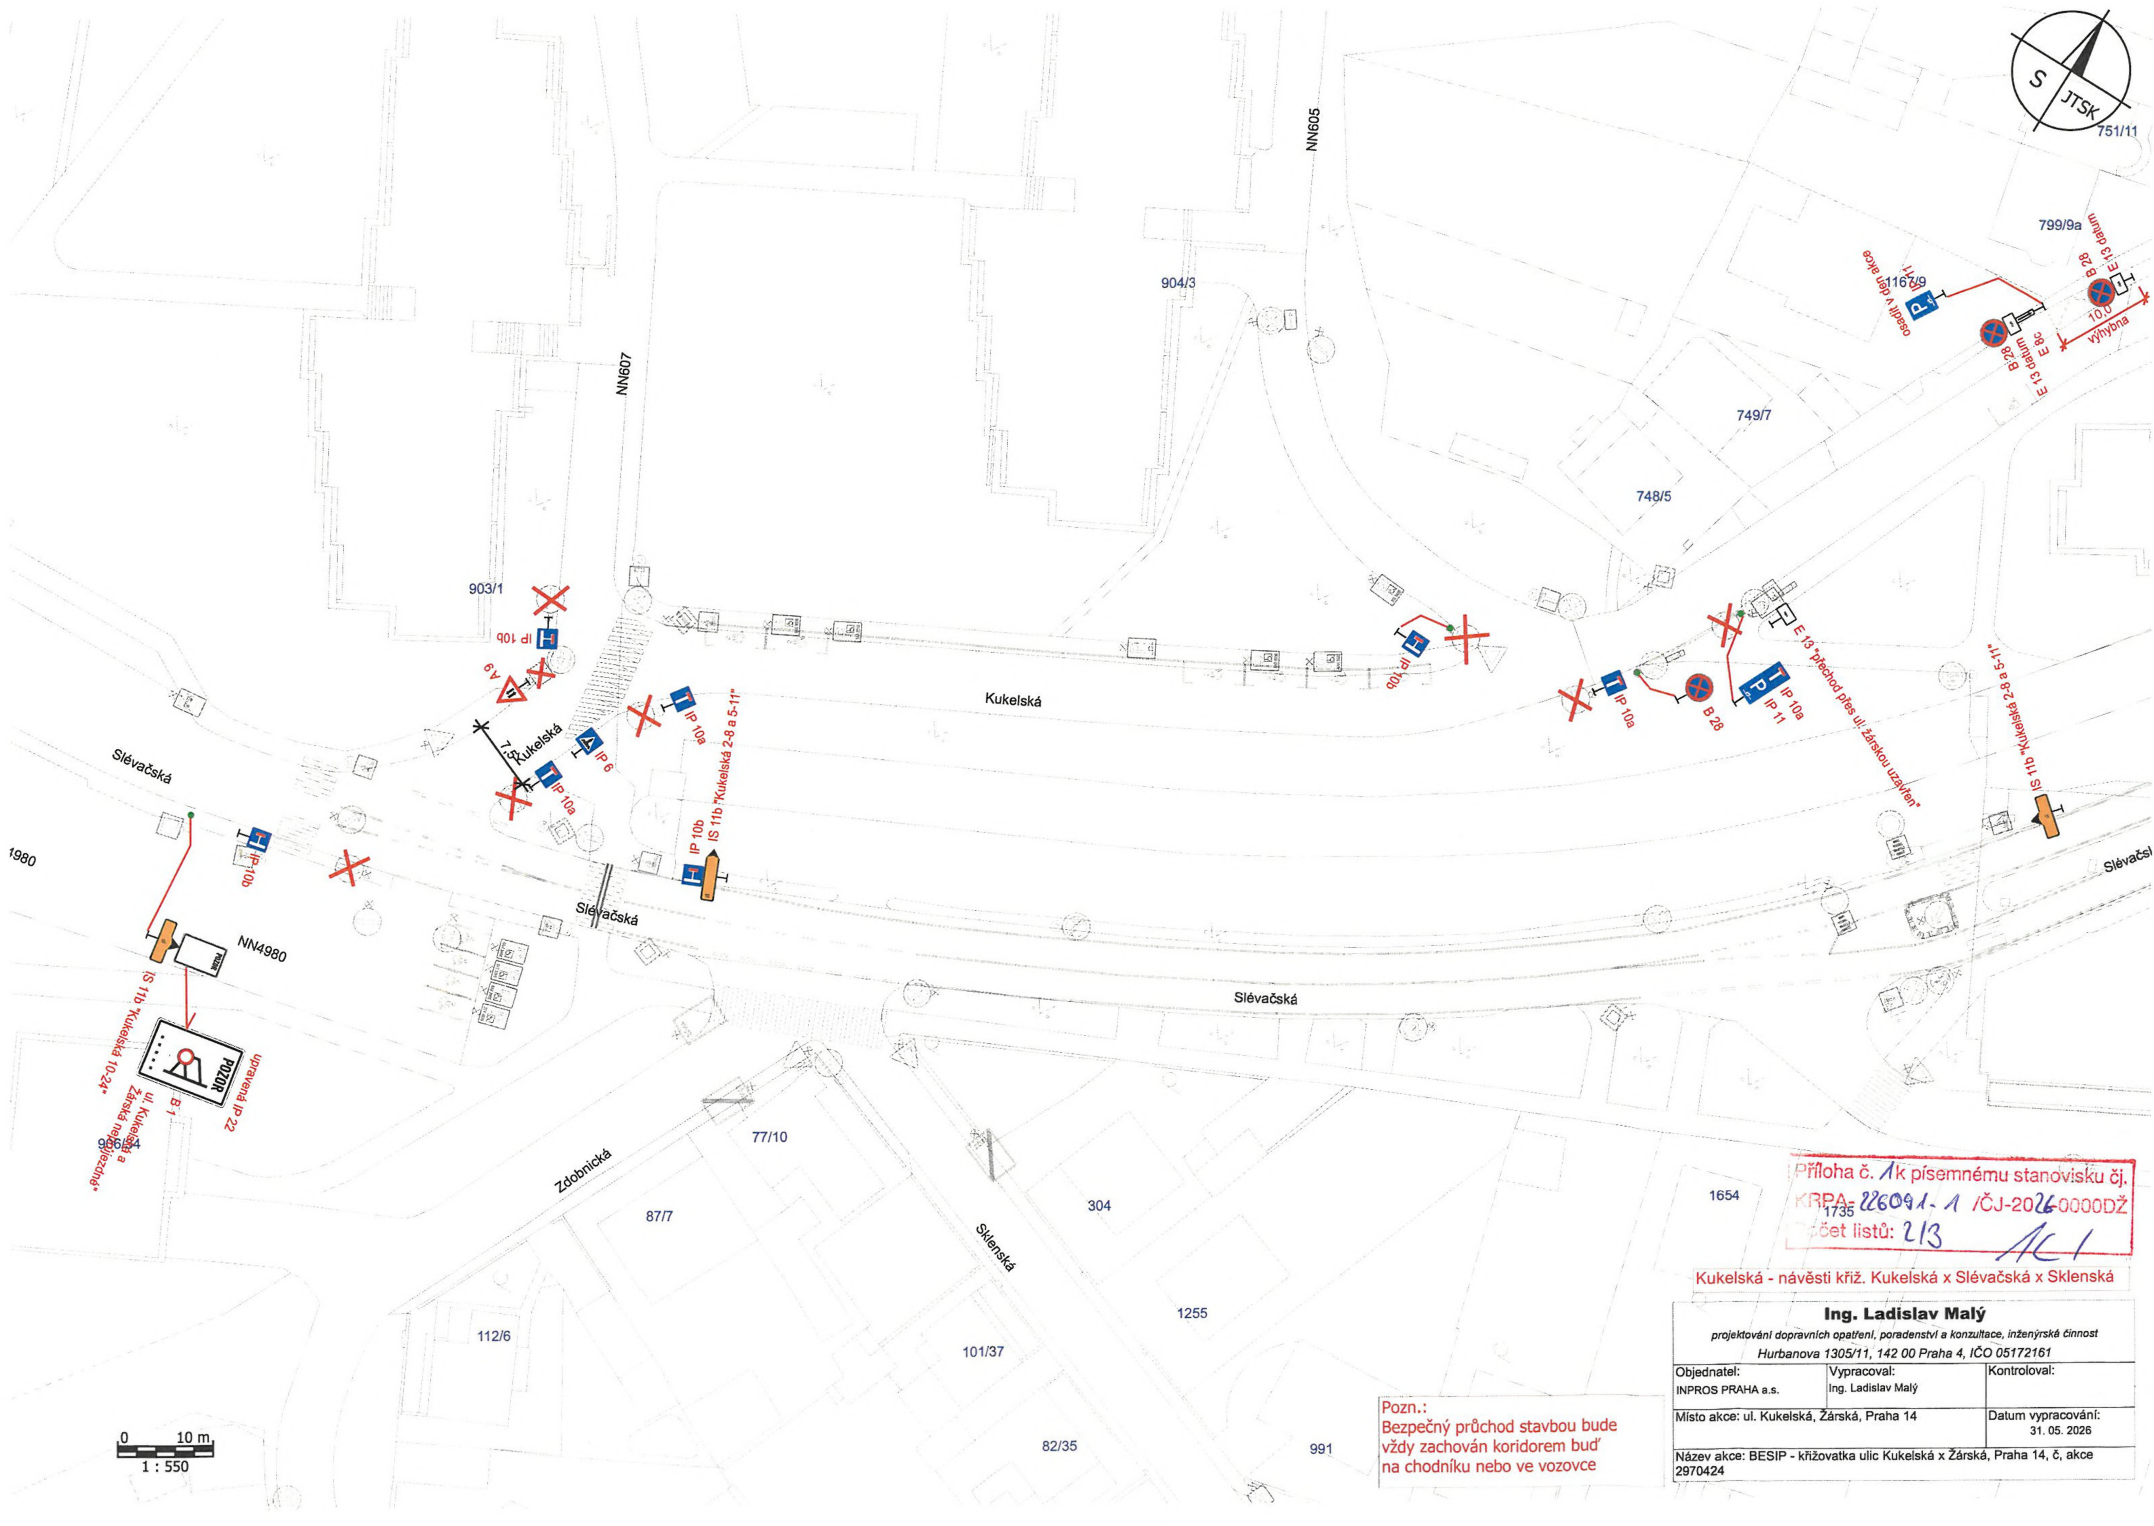 S
JTSK
751/11
799/9a
NN605
904/3
1167/9
osadit v den akce
IP 11
B 28
E 13 datum
10,0
výhybna
B 28
E 13 datum
E 8c
NN607
749/7
748/5
903/1
IP 10b
A 9
Kukelská
7,5
Kukelská
IP 10a
IP 6
IP 10a
IP 10b
IS 11b "Kukelská 2-8 a 5-11"
IP 10b
IP 10a
B 28
IP 10a
IP 11
E 13 "přechod přes ul. žárskou uzavřen"
IS 11b "Kukelská 2-8 a 5-11"
Slévačská
1980
IP 10b
NN4980
Slévačská
Slévačská
Slévačsl
POZOR
IS 11b "Kukelská 10-24"
POZOR
upravená IP 22
B 1
ul. Kukelská a
Žárská neprůjezdné"
906/44
77/10
87/7
Zdobnická
Sklenská
304
1654
1735
112/6
101/37
1255
82/35
991
Příloha č. 1 k písemnému stanovisku čj.
KRPA- 226091-1 /ČJ-2026-0000DŽ
Počet listů: 2/3
Kukelská - návěsti křiž. Kukelská x Slévačská x Sklenská
Ing. Ladislav Malý
projektování dopravních opatření, poradenství a konzultace, inženýrská činnost
Hurbanova 1305/11, 142 00 Praha 4, IČO 05172161
Objednatel:
INPROS PRAHA a.s.
Vypracoval:
Ing. Ladislav Malý
Kontroloval:
Místo akce: ul. Kukelská, Žárská, Praha 14
Datum vypracování:
31. 05. 2026
Název akce: BESIP - křižovatka ulic Kukelská x Žárská, Praha 14, č, akce
2970424
Pozn.:
Bezpečný průchod stavbou bude
vždy zachován koridorem buď
na chodníku nebo ve vozovce
0 10 m
1 : 550